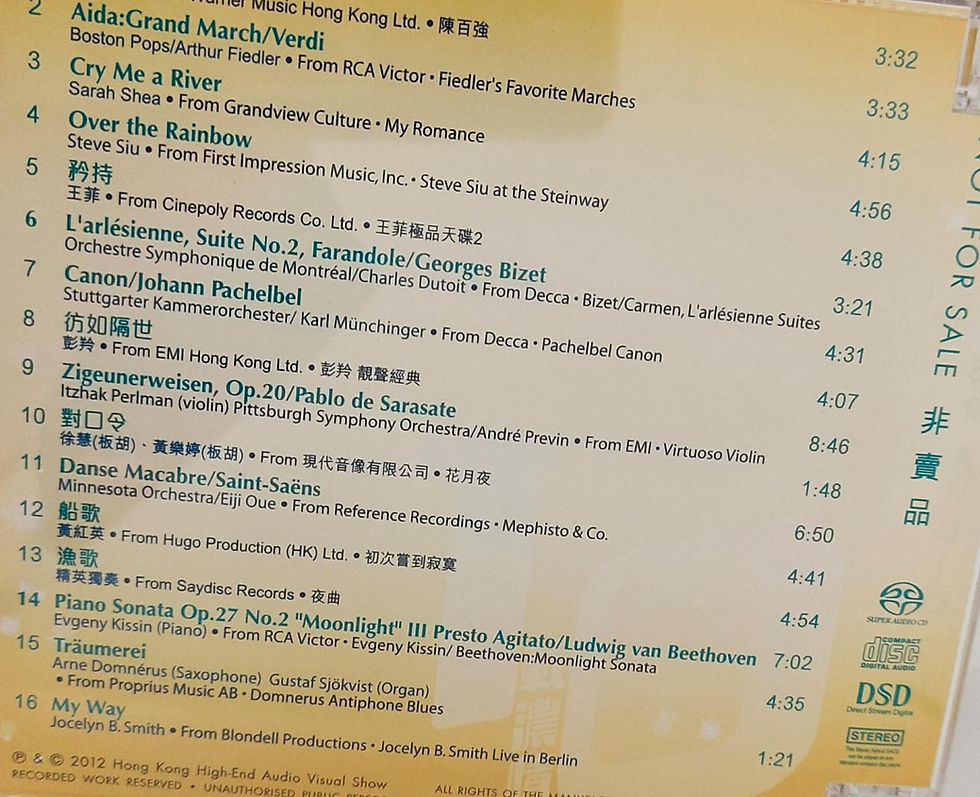 Warner Music Hong Kong Ltd. • 陳百強 3:32
2 Aida:Grand March/Verdi 3:33
Boston Pops/Arthur Fiedler • From RCA Victor • Fiedler's Favorite Marches
3 Cry Me a River 4:15
Sarah Shea • From Grandview Culture • My Romance
4 Over the Rainbow 4:56
Steve Siu • From First Impression Music, Inc. • Steve Siu at the Steinway
5 矜持 4:38
王菲 • From Cinepoly Records Co. Ltd. • 王菲極品天碟2
6 L'arlésienne, Suite No.2, Farandole/Georges Bizet 3:21
Orchestre Symphonique de Montréal/Charles Dutoit • From Decca • Bizet/Carmen, L'arlésienne Suites
7 Canon/Johann Pachelbel 4:31
Stuttgarter Kammerorchester/ Karl Münchinger • From Decca • Pachelbel Canon
8 彷如隔世 4:07
彭羚 • From EMI Hong Kong Ltd. • 彭羚 靚聲經典
9 Zigeunerweisen, Op.20/Pablo de Sarasate 8:46
Itzhak Perlman (violin) Pittsburgh Symphony Orchestra/André Previn • From EMI • Virtuoso Violin
10 對口令 1:48
徐慧(板胡)、黃樂婷(板胡) • From 現代音像有限公司 • 花月夜
11 Danse Macabre/Saint-Saëns 6:50
Minnesota Orchestra/Eiji Oue • From Reference Recordings • Mephisto & Co.
12 船歌 4:41
黃紅英 • From Hugo Production (HK) Ltd. • 初次嘗到寂寞
13 漁歌 4:54
精英獨奏 • From Saydisc Records • 夜曲
14 Piano Sonata Op.27 No.2 "Moonlight" III Presto Agitato/Ludwig van Beethoven 7:02
Evgeny Kissin (Piano) • From RCA Victor • Evgeny Kissin/ Beethoven:Moonlight Sonata
15 Träumerei 4:35
Arne Domnérus (Saxophone) Gustaf Sjökvist (Organ)
• From Proprius Music AB • Domnerus Antiphone Blues
16 My Way 1:21
Jocelyn B. Smith • From Blondell Productions • Jocelyn B. Smith Live in Berlin
℗ & © 2012 Hong Kong High-End Audio Visual Show
ALL RIGHTS OF THE
RECORDED WORK RESERVED • UNAUTHORISED PUBLIC
NOT FOR SALE 非賣品
SUPER AUDIO CD
COMPACT
disc
DIGITAL AUDIO
DSD
Direct Stream Digital
STEREO